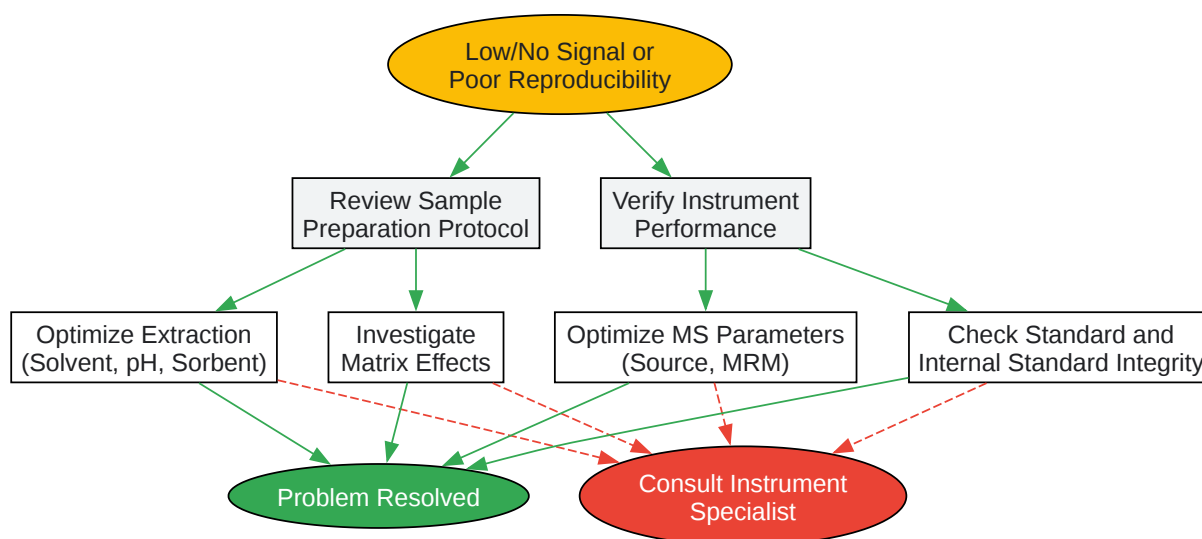 Low/No Signal or
Poor Reproducibility
Review Sample
Preparation Protocol
Verify Instrument
Performance
Optimize Extraction
(Solvent, pH, Sorbent)
Investigate
Matrix Effects
Optimize MS Parameters
(Source, MRM)
Check Standard and
Internal Standard Integrity
Problem Resolved
Consult Instrument
Specialist